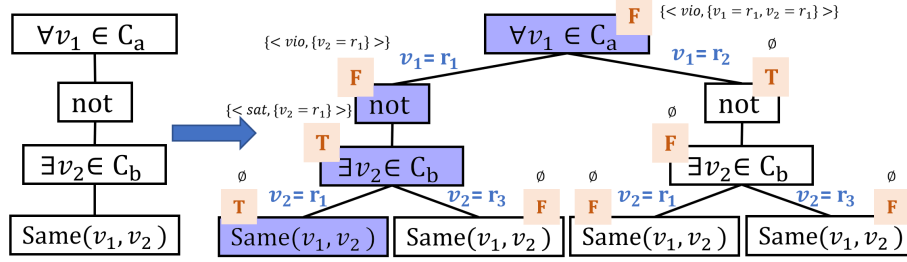 ∀v₁ ∈ Cₐ
not
∃v₂ ∈ C_b
Same(v₁, v₂)
{< vio, {v₁ = r₁, v₂ = r₁} >}
F
∀v₁ ∈ Cₐ
{< vio, {v₂ = r₁} >}
v₁ = r₁
v₁ = r₂
∅
F
T
not
not
{< sat, {v₂ = r₁} >}
∅
T
F
∃v₂ ∈ C_b
∃v₂ ∈ C_b
∅
v₂ = r₁
v₂ = r₃
∅
∅
v₂ = r₁
v₂ = r₃
∅
T
F
F
F
Same(v₁, v₂)
Same(v₁, v₂)
Same(v₁, v₂)
Same(v₁, v₂)